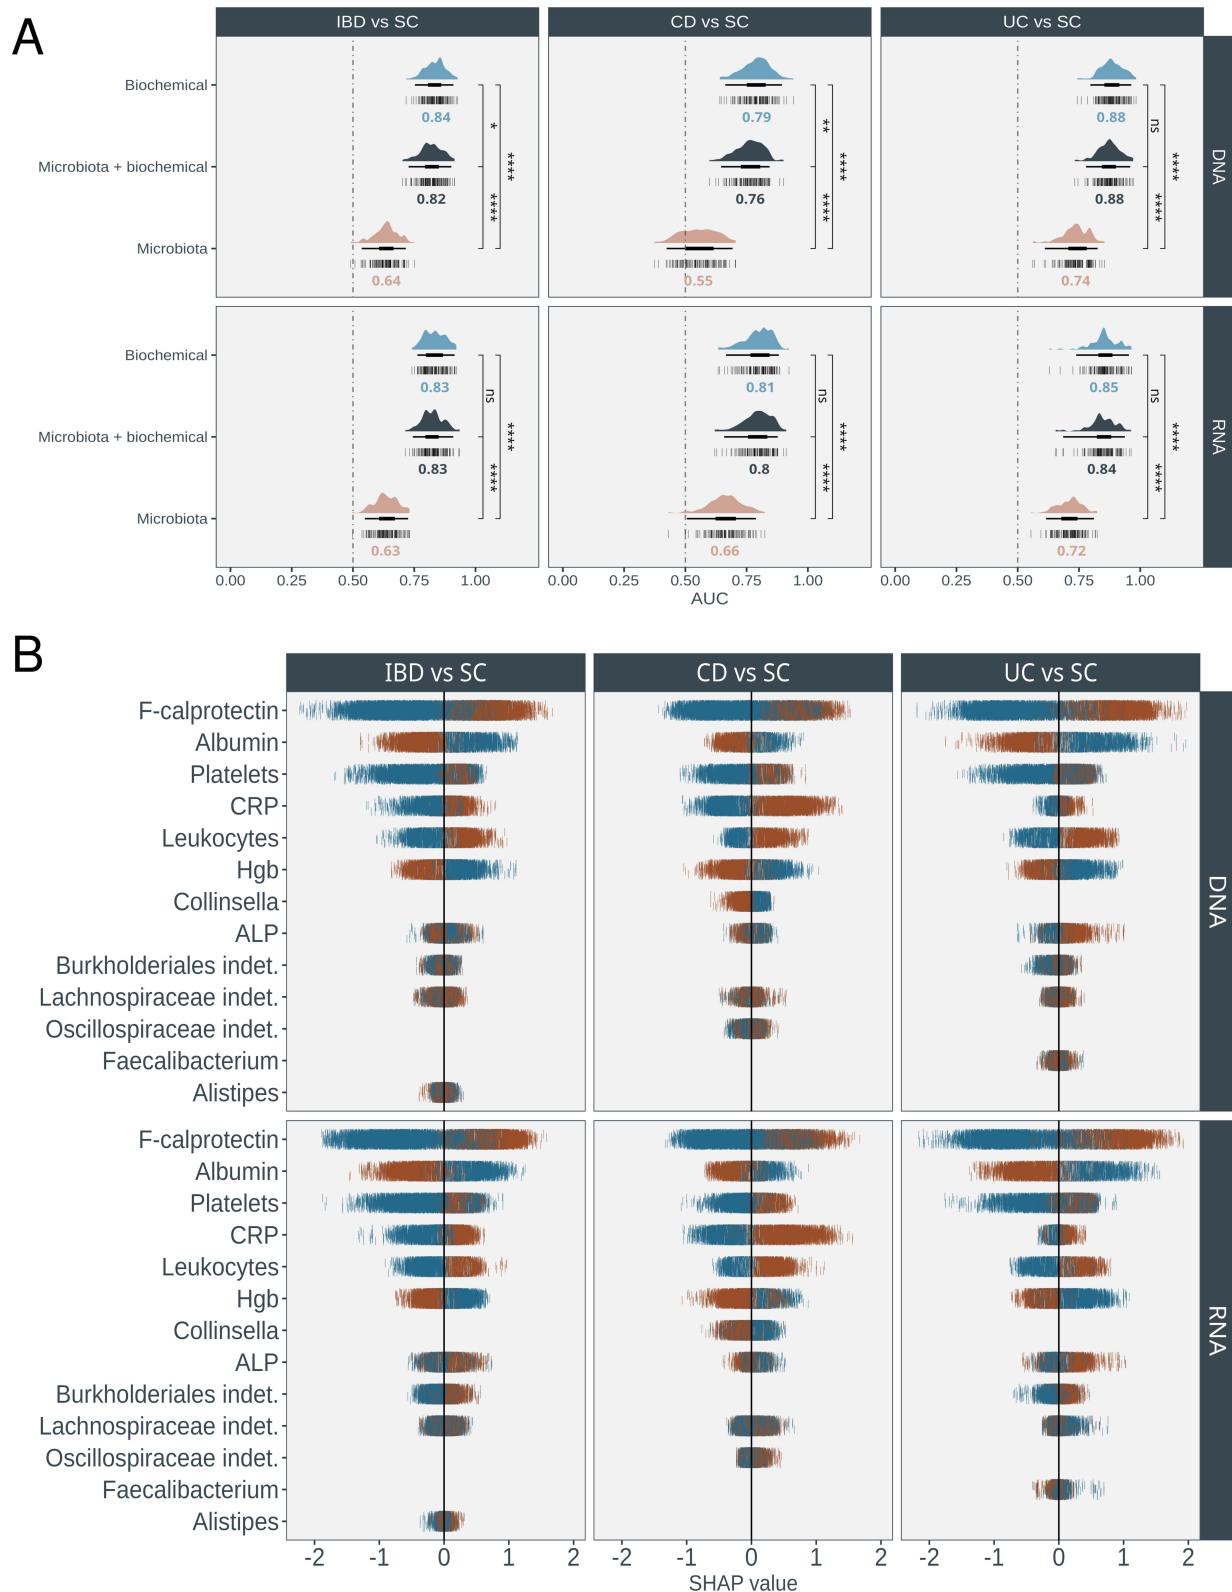 A
IBD vs SC
CD vs SC
UC vs SC
Biochemical
0.84
0.79
0.88
*
**
ns
****
****
****
Microbiota + biochemical
0.82
0.76
0.88
****
****
****
Microbiota
0.64
0.55
0.74
DNA
Biochemical
0.83
0.81
0.85
ns
ns
ns
****
****
****
Microbiota + biochemical
0.83
0.8
0.84
****
****
****
Microbiota
0.63
0.66
0.72
RNA
0.00 0.25 0.50 0.75 1.00
0.00 0.25 0.50 0.75 1.00
0.00 0.25 0.50 0.75 1.00
AUC
B
IBD vs SC
CD vs SC
UC vs SC
F-calprotectin
Albumin
Platelets
CRP
Leukocytes
Hgb
Collinsella
ALP
Burkholderiales indet.
Lachnospiraceae indet.
Oscillospiraceae indet.
Faecalibacterium
Alistipes
DNA
F-calprotectin
Albumin
Platelets
CRP
Leukocytes
Hgb
Collinsella
ALP
Burkholderiales indet.
Lachnospiraceae indet.
Oscillospiraceae indet.
Faecalibacterium
Alistipes
RNA
-2 -1 0 1 2
-2 -1 0 1 2
-2 -1 0 1 2
SHAP value